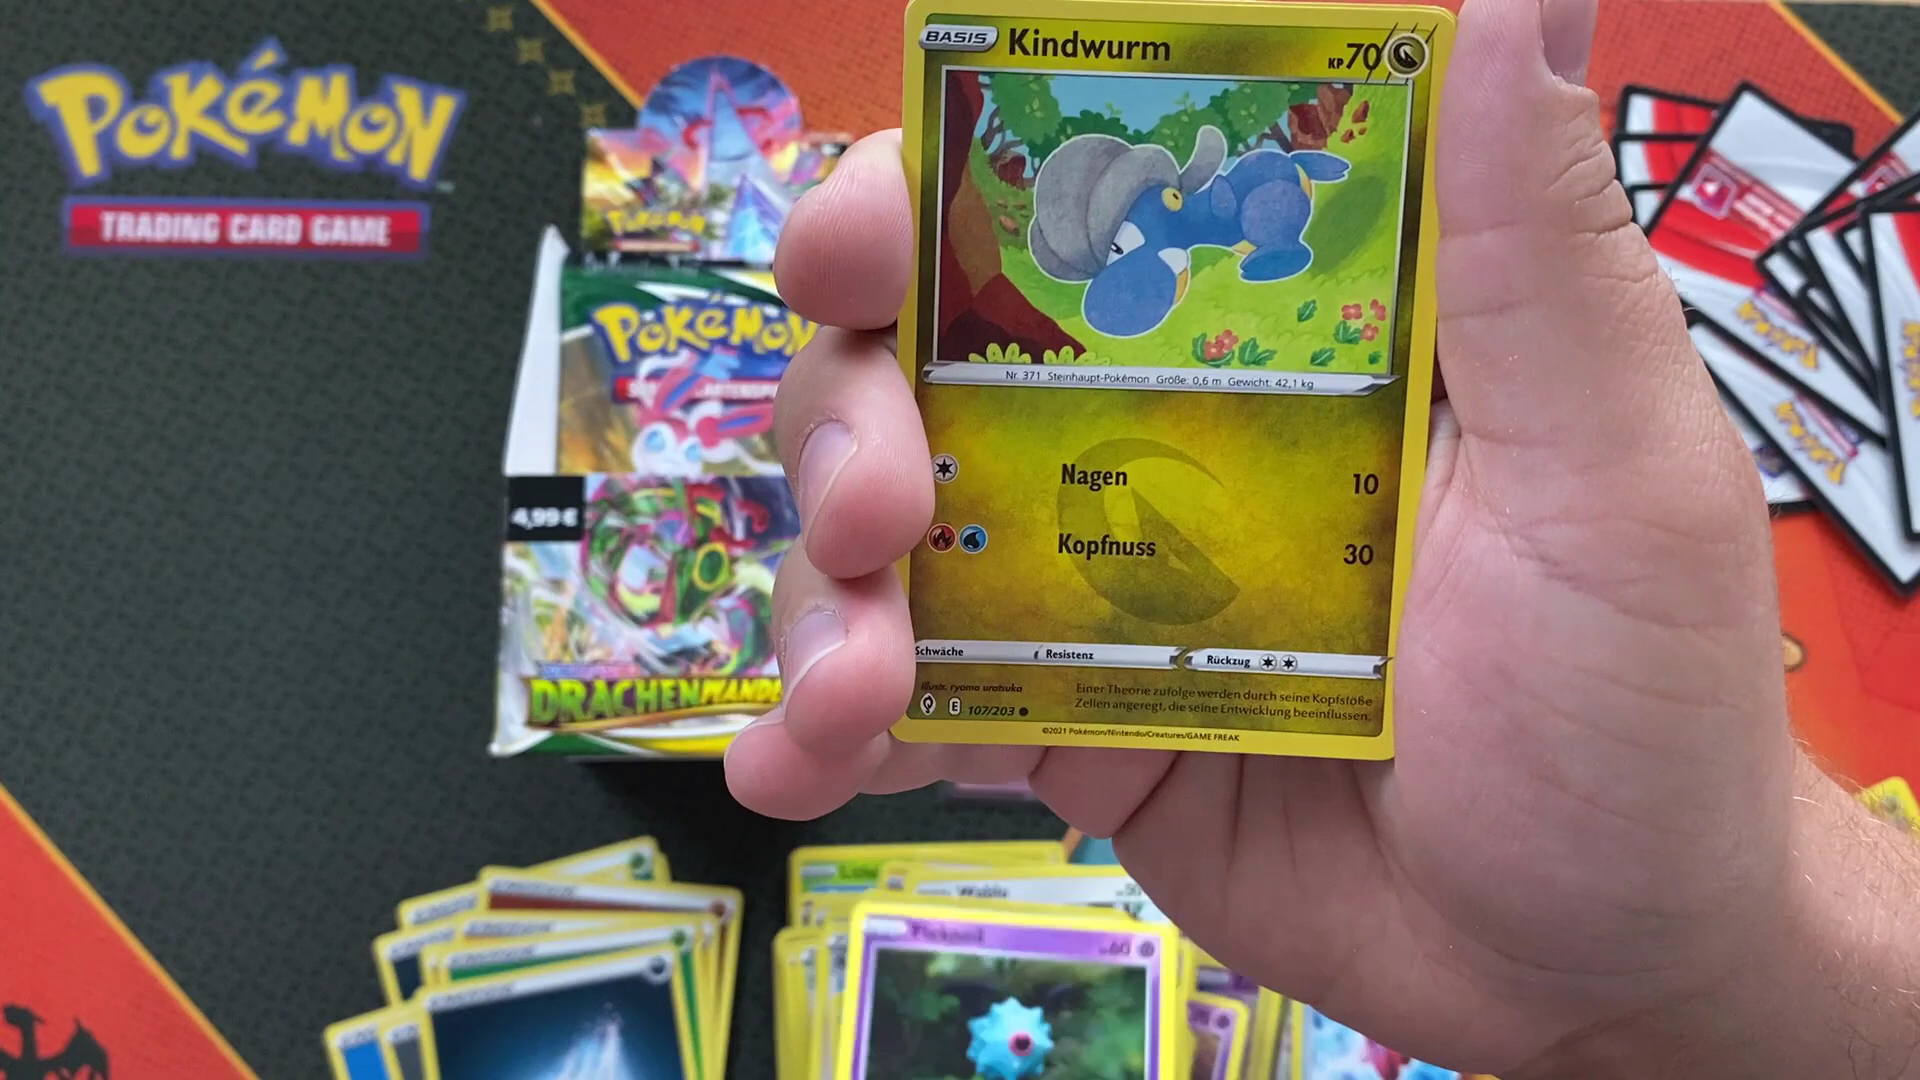 POKéMON
TRADING CARD GAME
Pokémon
POKéMON
4,99 €
DRACHENWANDEL
BASIS
Kindwurm
KP 70
Nr. 371 Steinhaupt-Pokémon Größe: 0,6 m Gewicht: 42,1 kg
Nagen 10
Kopfnuss 30
Schwäche Resistenz Rückzug
Illustr. ryoma uratsuka
Einer Theorie zufolge werden durch seine Kopfstöße
Zellen angeregt, die seine Entwicklung beeinflussen.
E 107/203
©2021 Pokémon/Nintendo/Creatures/GAME FREAK
60